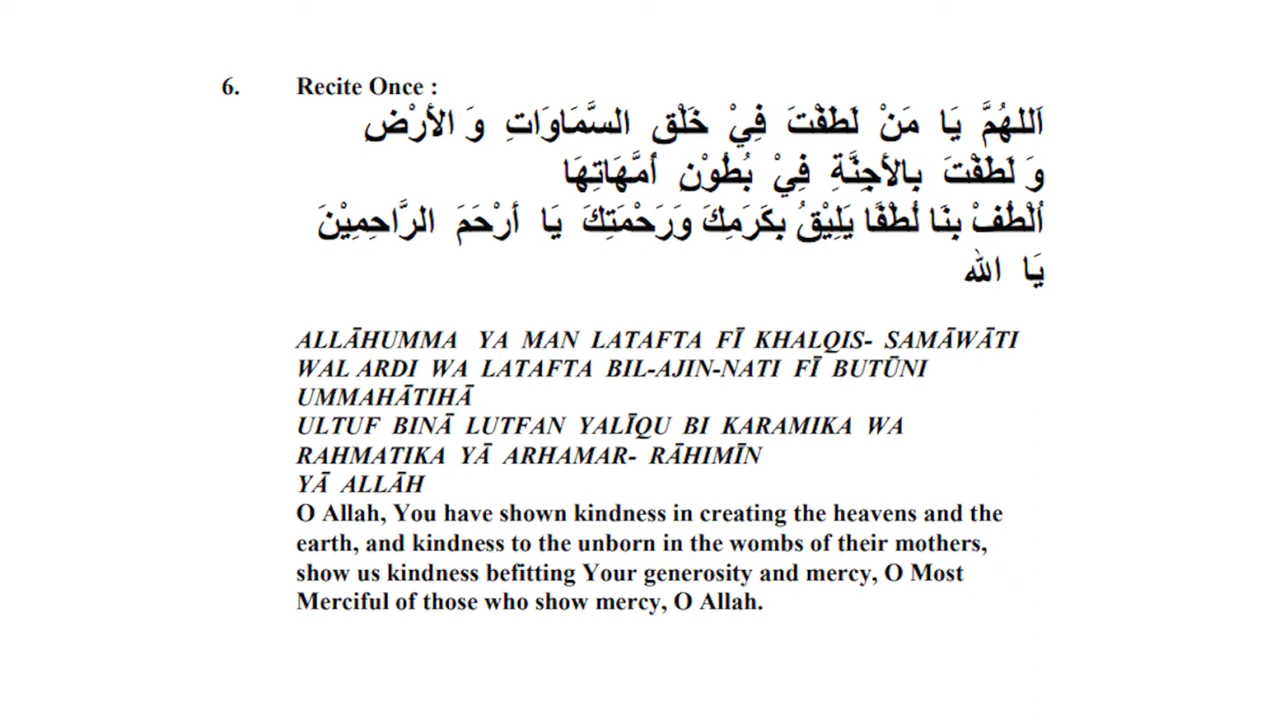 6. Recite Once :
اَللهُمَّ يَا مَنْ لَطَفْتَ فِيْ خَلْقِ السَّمَاوَاتِ وَ الأَرْضِ
وَ لَطَفْتَ بِالأَجِنَّةِ فِيْ بُطُوْنِ أُمَّهَاتِهَا
اُلْطُفْ بِنَا لُطْفًا يَلِيْقُ بِكَرَمِكَ وَرَحْمَتِكَ يَا أَرْحَمَ الرَّاحِمِيْنَ
يَا الله
ALLĀHUMMA YA MAN LATAFTA FĪ KHALQIS- SAMĀWĀTI
WAL ARDI WA LATAFTA BIL-AJIN-NATI FĪ BUTŪNI
UMMAHĀTIHĀ
ULTUF BINĀ LUTFAN YALĪQU BI KARAMIKA WA
RAHMATIKA YĀ ARHAMAR- RĀHIMĪN
YĀ ALLĀH
O Allah, You have shown kindness in creating the heavens and the
earth, and kindness to the unborn in the wombs of their mothers,
show us kindness befitting Your generosity and mercy, O Most
Merciful of those who show mercy, O Allah.